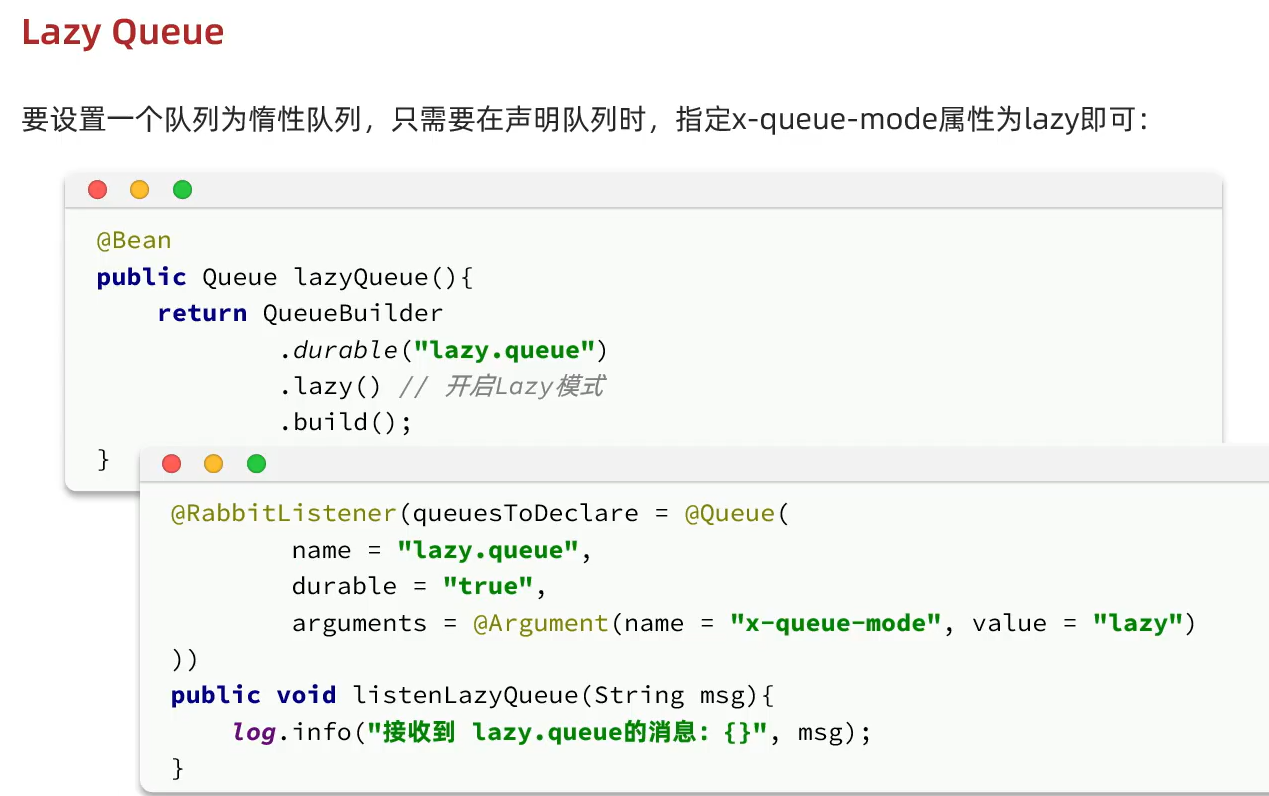 Lazy Queue
要设置一个队列为惰性队列，只需要在声明队列时，指定x-queue-mode属性为lazy即可：
@Bean
public Queue lazyQueue(){
    return QueueBuilder
            .durable("lazy.queue")
            .lazy() // 开启Lazy模式
            .build();
}
@RabbitListener(queuesToDeclare = @Queue(
        name = "lazy.queue",
        durable = "true",
        arguments = @Argument(name = "x-queue-mode", value = "lazy")
))
public void listenLazyQueue(String msg){
    log.info("接收到 lazy.queue的消息：{}", msg);
}